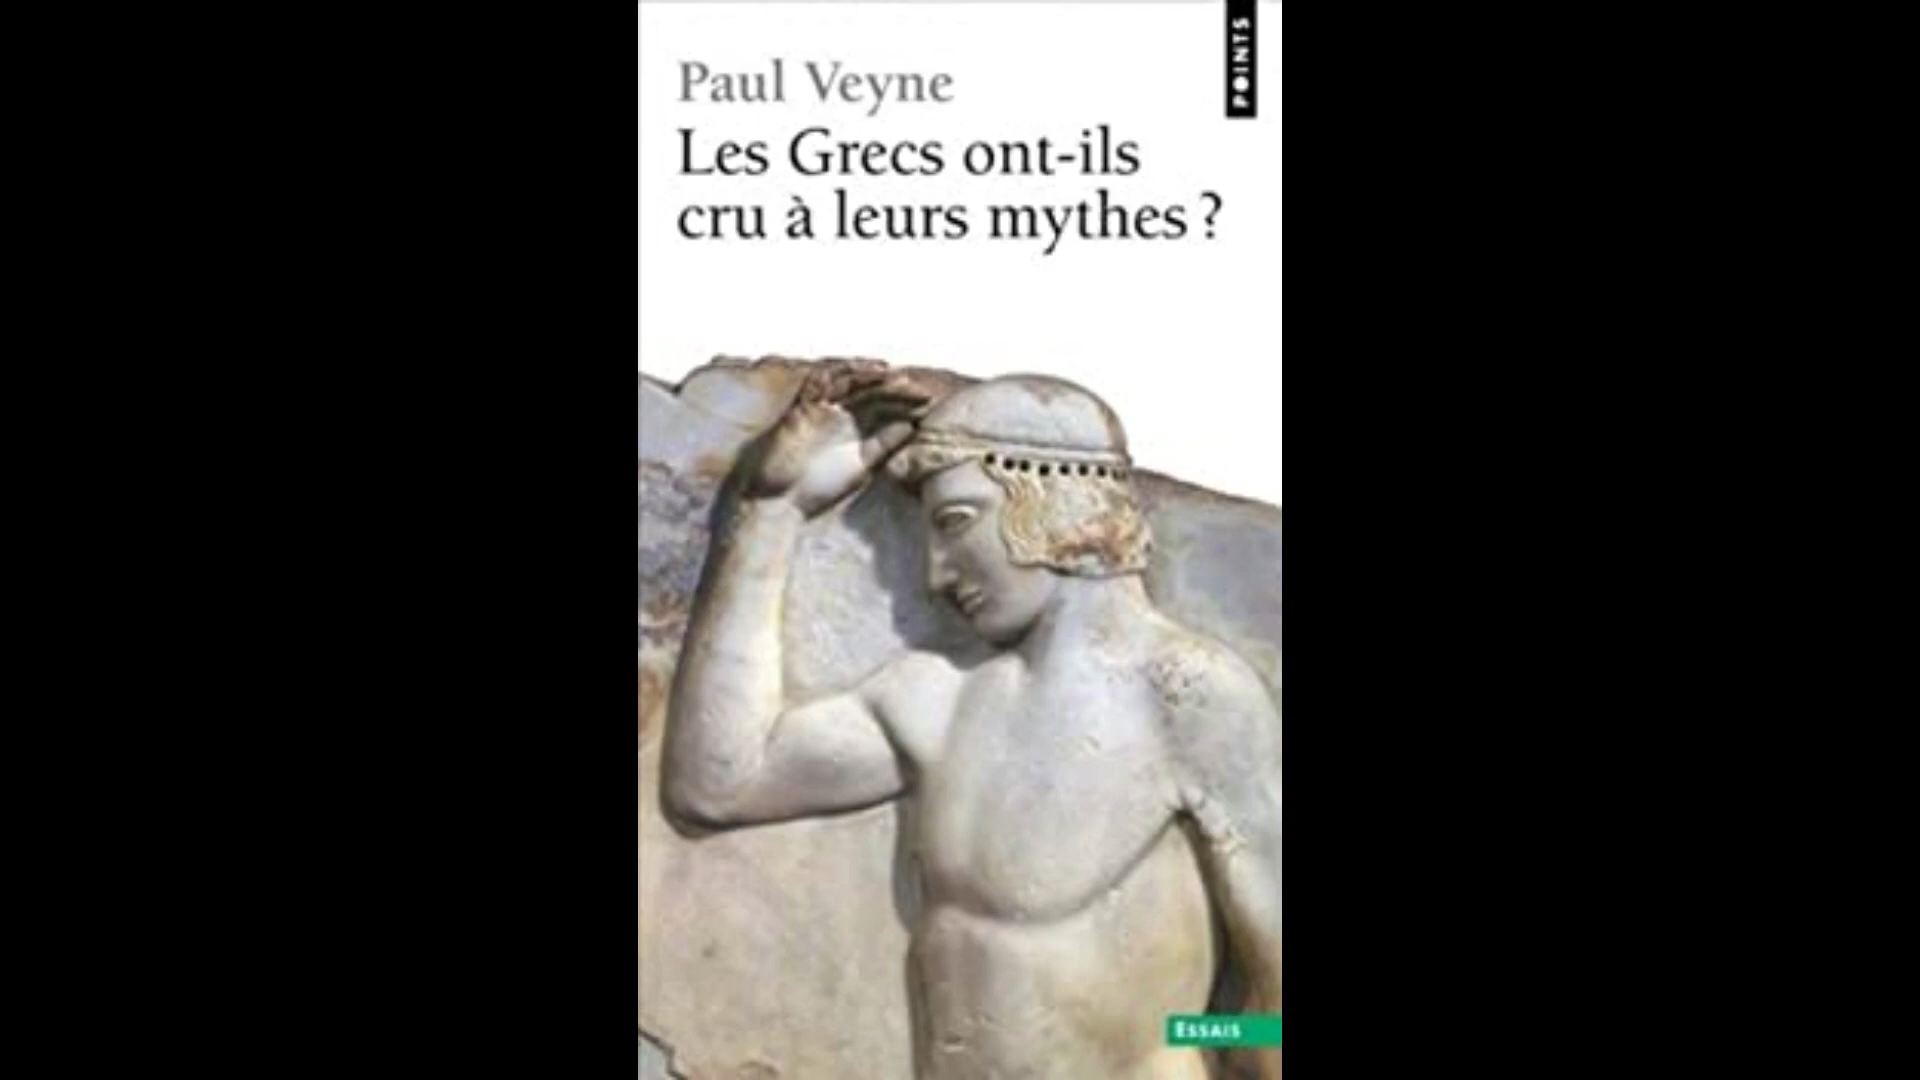 POINTS
Paul Veyne
Les Grecs ont-ils
cru à leurs mythes ?
ESSAIS